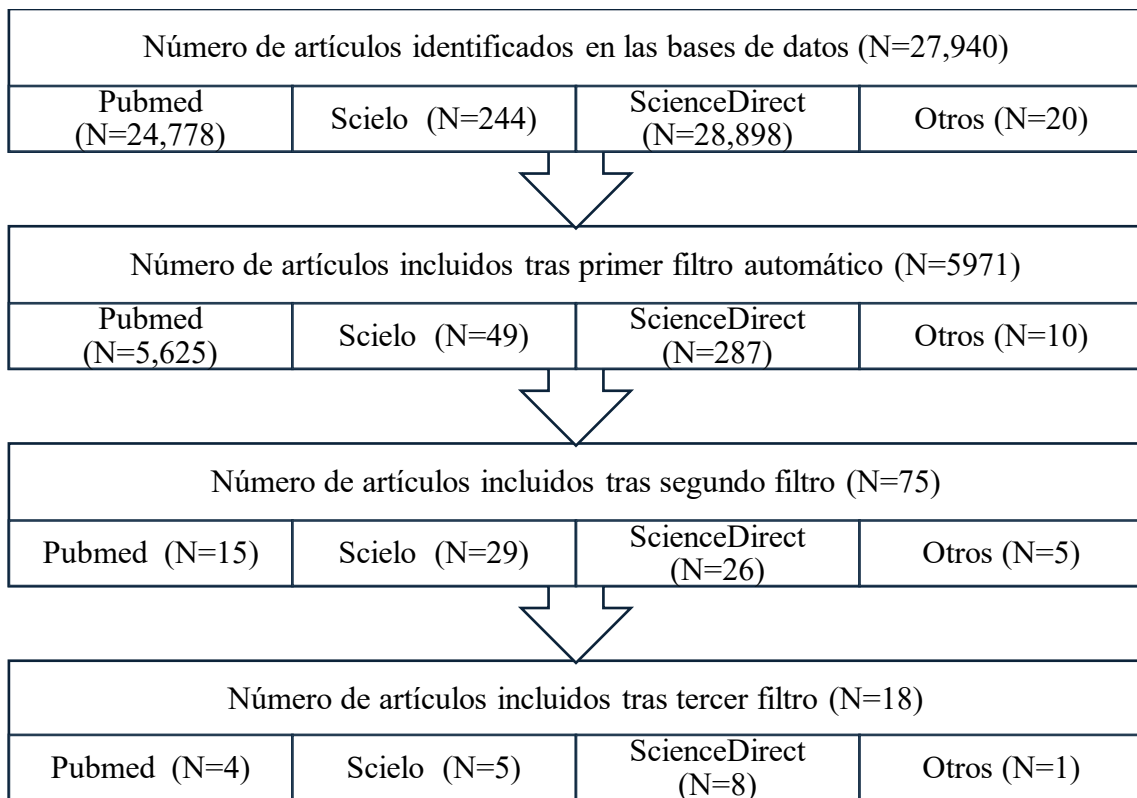 Número de artículos identificados en las bases de datos (N=27,940)
Pubmed
(N=24,778)
Scielo (N=244)
ScienceDirect
(N=28,898)
Otros (N=20)
Número de artículos incluidos tras primer filtro automático (N=5971)
Pubmed
(N=5,625)
Scielo (N=49)
ScienceDirect
(N=287)
Otros (N=10)
Número de artículos incluidos tras segundo filtro (N=75)
Pubmed (N=15)
Scielo (N=29)
ScienceDirect
(N=26)
Otros (N=5)
Número de artículos incluidos tras tercer filtro (N=18)
Pubmed (N=4)
Scielo (N=5)
ScienceDirect
(N=8)
Otros (N=1)